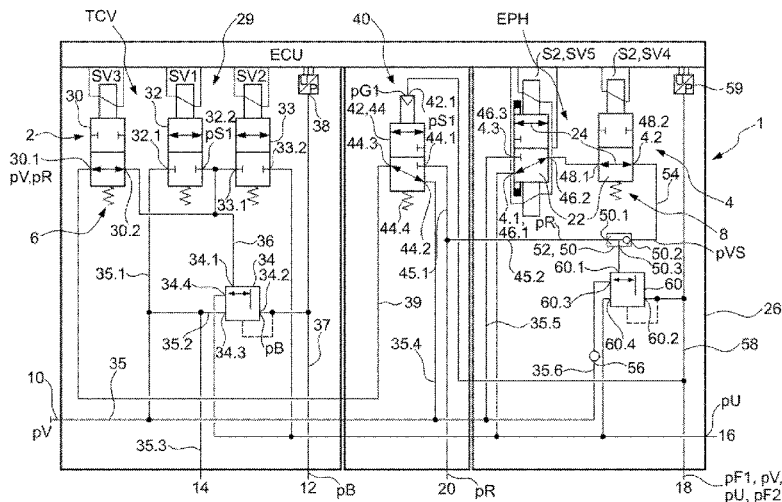 TCV 29 40 EPH S2,SV5 S2,SV4
ECU
SV3 SV1 SV2 U P 38 pG1 U P 59
30 32 32.2 33 42,44 42.1 pS1 46.3 24 48.2
2 32.1 pS1 33.2 44.3 44.1 4.3 4.2 1
30.1 pV,pR 33.1 46.2 48.1 54 4
6 30.2 44.4 44.2 4.1, 46.1 22 8
36 45.1 pR 50.1 pVS
35.1 34.1 34 45.2 52, 50 50.2 50.3
34.4 34.2 60.1 60
39 60.3 26
35.2 34.3 pB 37 35.4 35.5 60.4 60.2
35.6 56 58
10 35
pV pU
35.3 16
14 12 pB 20 pR 18 pF1, pV, pU, pF2